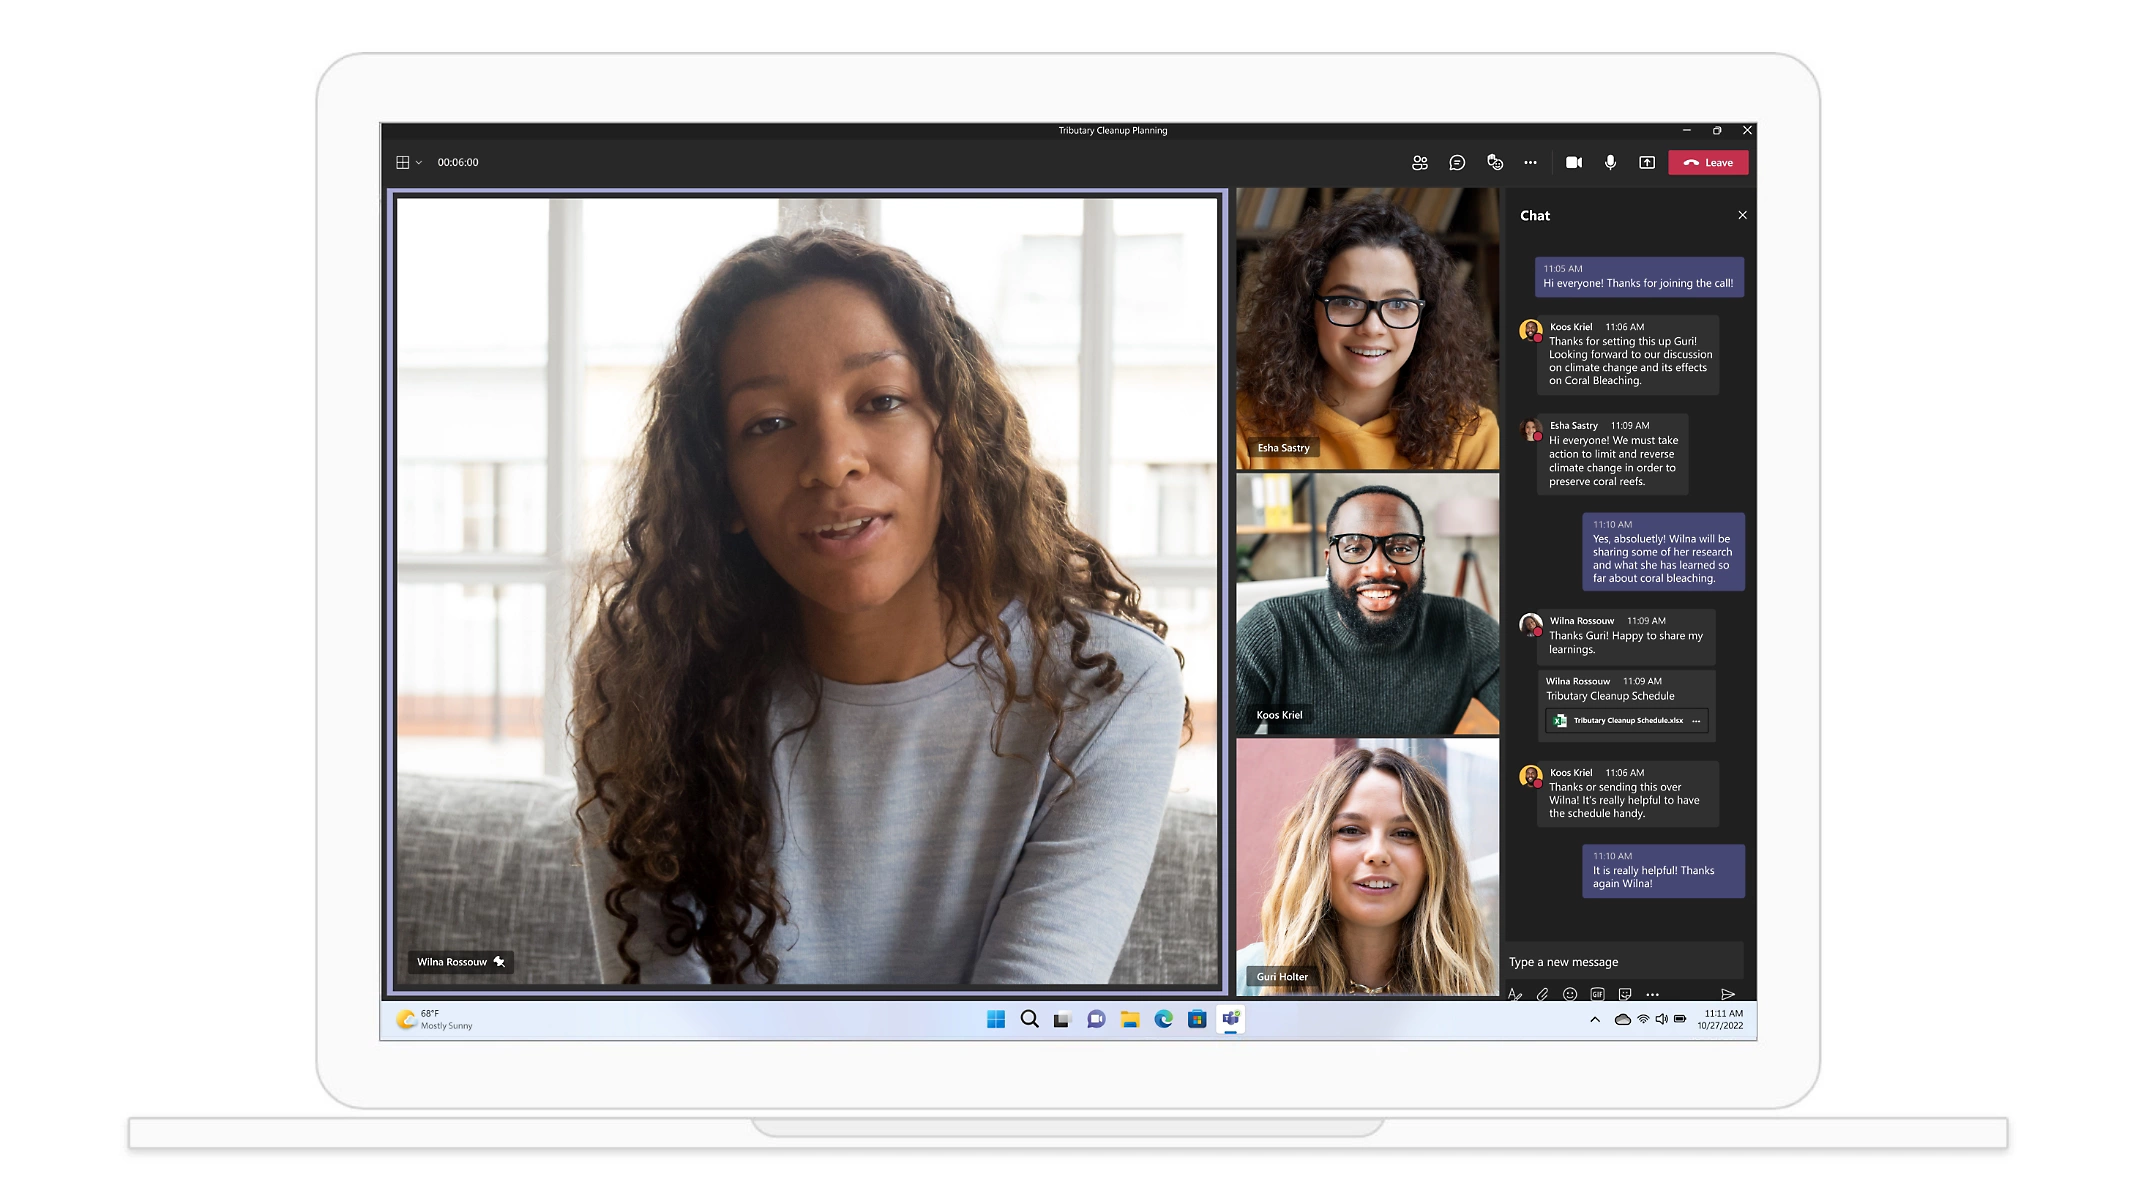 Tributary Cleanup Planning
00:06:00
Leave
Wilna Rossouw
Esha Sastry
Koos Kriel
Guri Holter
Chat
11:05 AM
Hi everyone! Thanks for joining the call!
Koos Kriel 11:06 AM
Thanks for setting this up Guri!
Looking forward to our discussion
on climate change and its effects
on Coral Bleaching.
Esha Sastry 11:09 AM
Hi everyone! We must take
action to limit and reverse
climate change in order to
preserve coral reefs.
11:10 AM
Yes, absoluetly! Wilna will be
sharing some of her research
and what she has learned so
far about coral bleaching.
Wilna Rossouw 11:09 AM
Thanks Guri! Happy to share my
learnings.
Wilna Rossouw 11:09 AM
Tributary Cleanup Schedule
Tributary Cleanup Schedule.xlsx
Koos Kriel 11:06 AM
Thanks or sending this over
Wilna! It's really helpful to have
the schedule handy.
11:10 AM
It is really helpful! Thanks
again Wilna!
Type a new message
GIF
68°F
Mostly Sunny
11:11 AM
10/27/2022